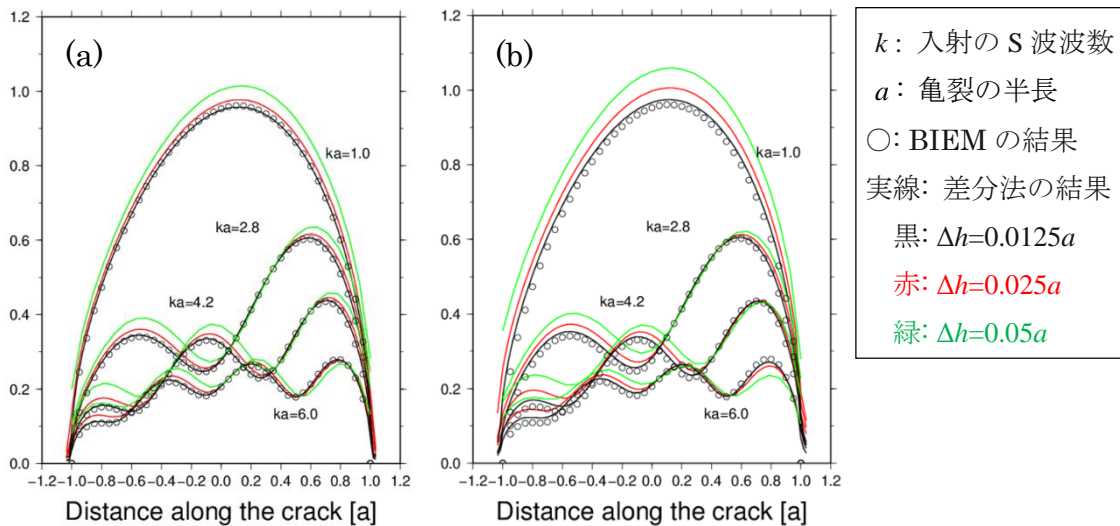 (a)
1.2
1.0
0.8
0.6
0.4
0.2
0.0
ka=1.0
ka=2.8
ka=4.2
ka=6.0
−1.2−1.0−0.8−0.6−0.4−0.2 0.0 0.2 0.4 0.6 0.8 1.0 1.2
Distance along the crack [a]
(b)
1.2
1.0
0.8
0.6
0.4
0.2
0.0
ka=1.0
ka=2.8
ka=4.2
ka=6.0
−1.2−1.0−0.8−0.6−0.4−0.2 0.0 0.2 0.4 0.6 0.8 1.0 1.2
Distance along the crack [a]
k : 入射の S 波波数
a : 亀裂の半長
○: BIEM の結果
実線: 差分法の結果
黒: Δh=0.0125a
赤: Δh=0.025a
緑: Δh=0.05a